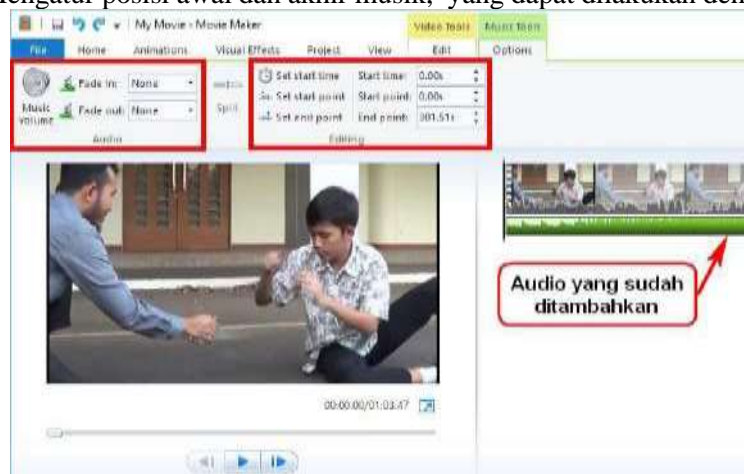 mengatur posisi awal dan akhir musik, yang dapat dilakukan den
My Movie - Movie Maker Video Tools Music Tools
File Home Animations Visual Effects Project View Edit Options
Fade in: None Set start time Start time: 0.00s
Music volume Fade out: None Split Set start point Start point: 0.00s
Set end point End point: 301.51s
Audio Editing
Audio yang sudah
ditambahkan
00:00.00/01:03.47